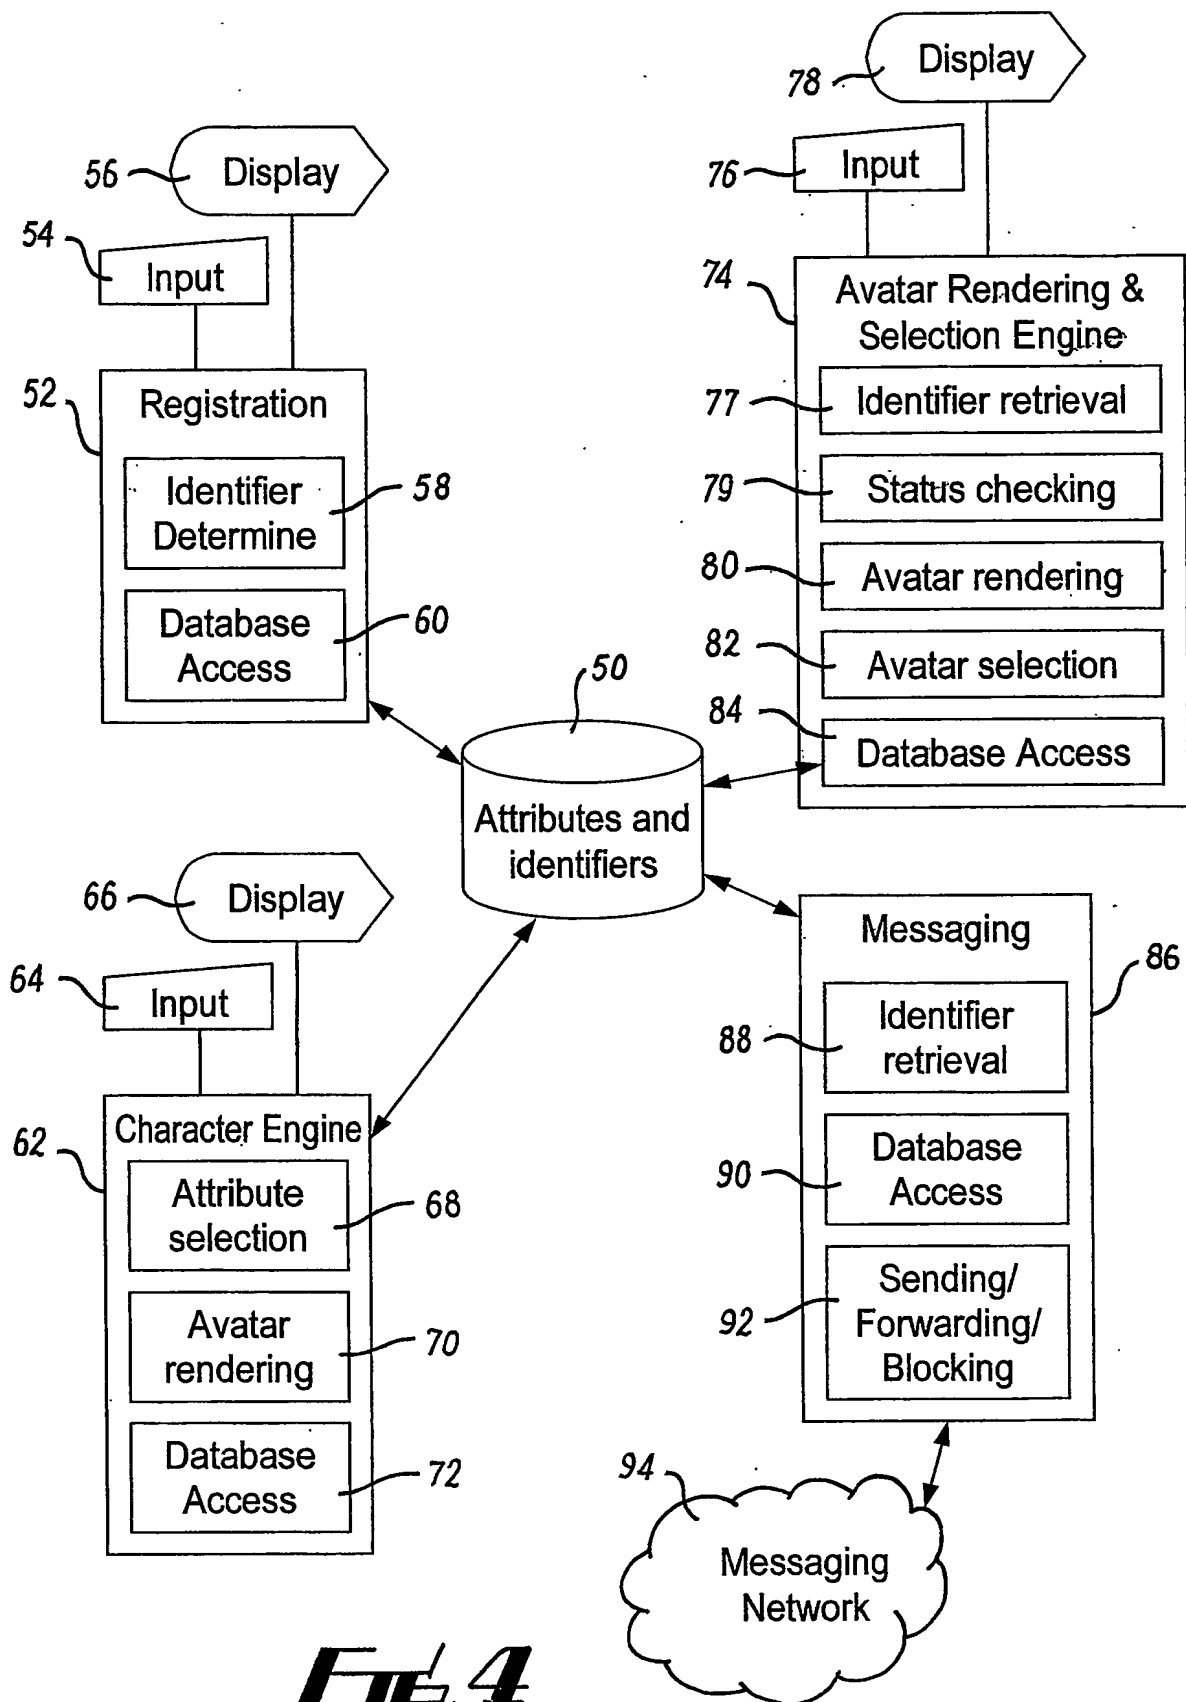 78
Display
76
Input
74
Avatar Rendering &
Selection Engine
77
Identifier retrieval
79
Status checking
80
Avatar rendering
82
Avatar selection
84
Database Access
56
Display
54
Input
52
Registration
Identifier
Determine
58
Database
Access
60
50
Attributes and
identifiers
66
Display
64
Input
62
Character Engine
Attribute
selection
68
Avatar
rendering
70
Database
Access
72
Messaging
86
88
Identifier
retrieval
90
Database
Access
92
Sending/
Forwarding/
Blocking
94
Messaging
Network
FIG.4